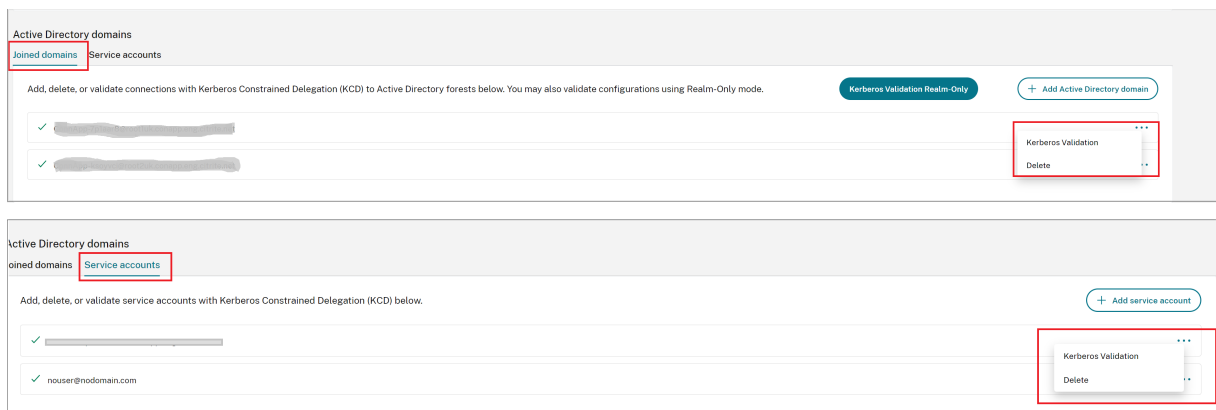 Active Directory domains
Joined domains Service accounts
Add, delete, or validate connections with Kerberos Constrained Delegation (KCD) to Active Directory forests below. You may also validate configurations using Realm-Only mode. Kerberos Validation Realm-Only + Add Active Directory domain
Kerberos Validation
Delete
Active Directory domains
oined domains Service accounts
Add, delete, or validate service accounts with Kerberos Constrained Delegation (KCD) below. + Add service account
Kerberos Validation
nouser@nodomain.com Delete